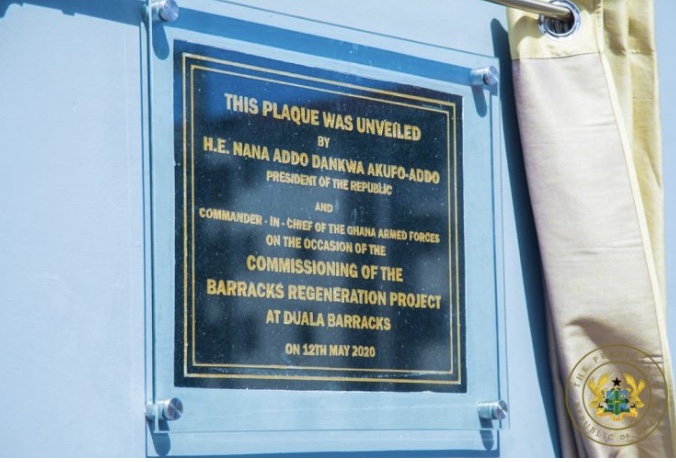 THIS PLAQUE WAS UNVEILED
BY
H.E. NANA ADDO DANKWA AKUFO-ADDO
PRESIDENT OF THE REPUBLIC
AND
COMMANDER - IN - CHIEF OF THE GHANA ARMED FORCES
ON THE OCCASION OF THE
COMMISSIONING OF THE
BARRACKS REGENERATION PROJECT
AT DUALA BARRACKS
ON 12TH MAY 2020